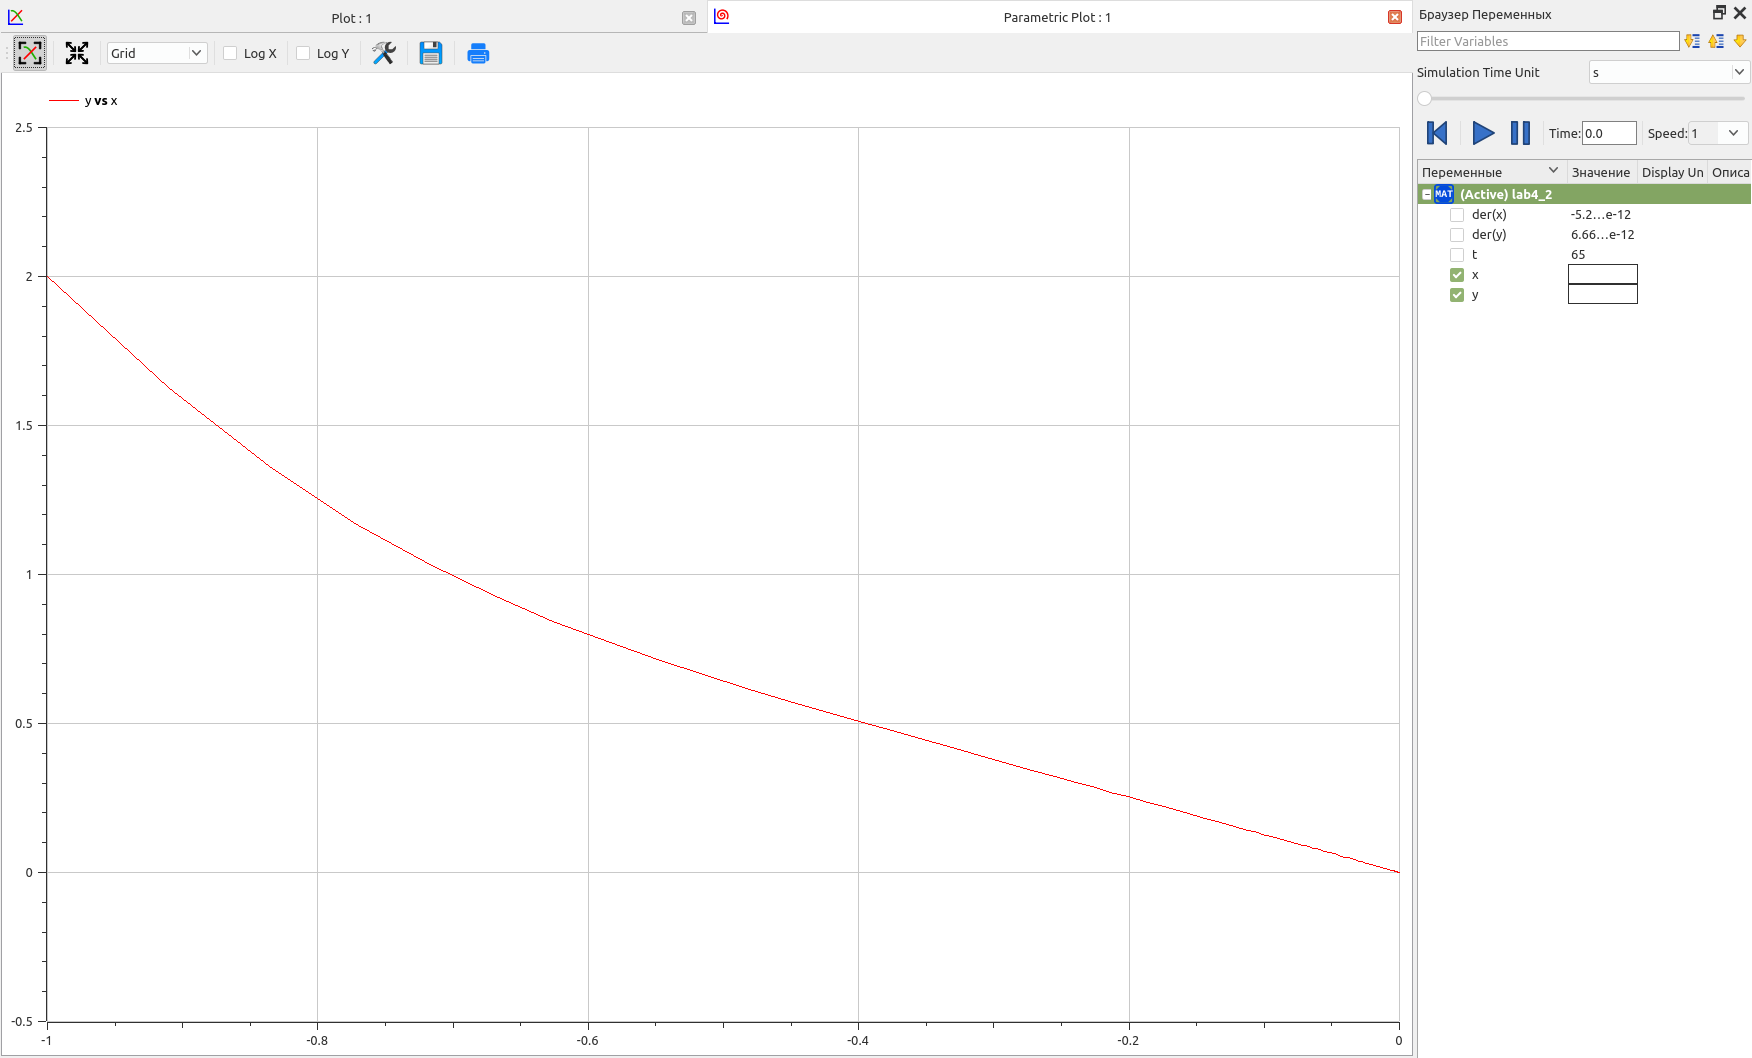 Plot : 1
Parametric Plot : 1
Браузер Переменных
Grid
Log X
Log Y
Filter Variables
Simulation Time Unit
s
y vs x
Time: 0.0
Speed: 1
Переменные
Значение
Display Un
Описа
MAT (Active) lab4_2
der(x) -5.2...e-12
der(y) 6.66...e-12
t 65
x
y
2.5
2
1.5
1
0.5
0
-0.5
-1
-0.8
-0.6
-0.4
-0.2
0